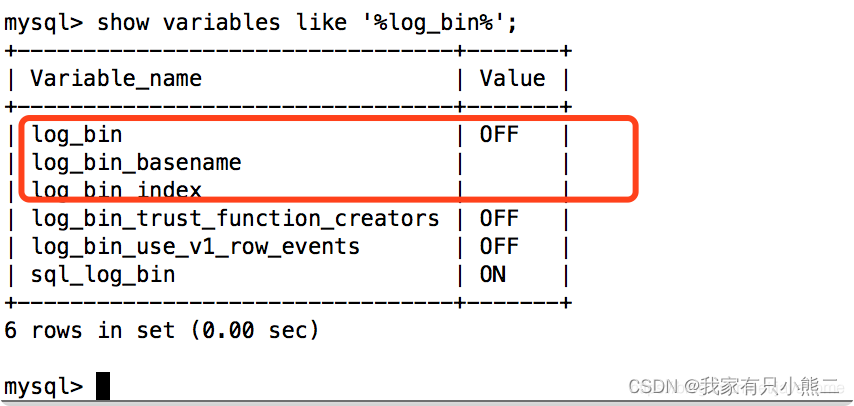 mysql> show variables like '%log_bin%';
+---------------------------------+-------+
| Variable_name | Value |
+---------------------------------+-------+
| log_bin | OFF |
| log_bin_basename | |
| log_bin_index | |
| log_bin_trust_function_creators | OFF |
| log_bin_use_v1_row_events | OFF |
| sql_log_bin | ON |
+---------------------------------+-------+
6 rows in set (0.00 sec)
mysql>
CSDN @我家有只小熊二